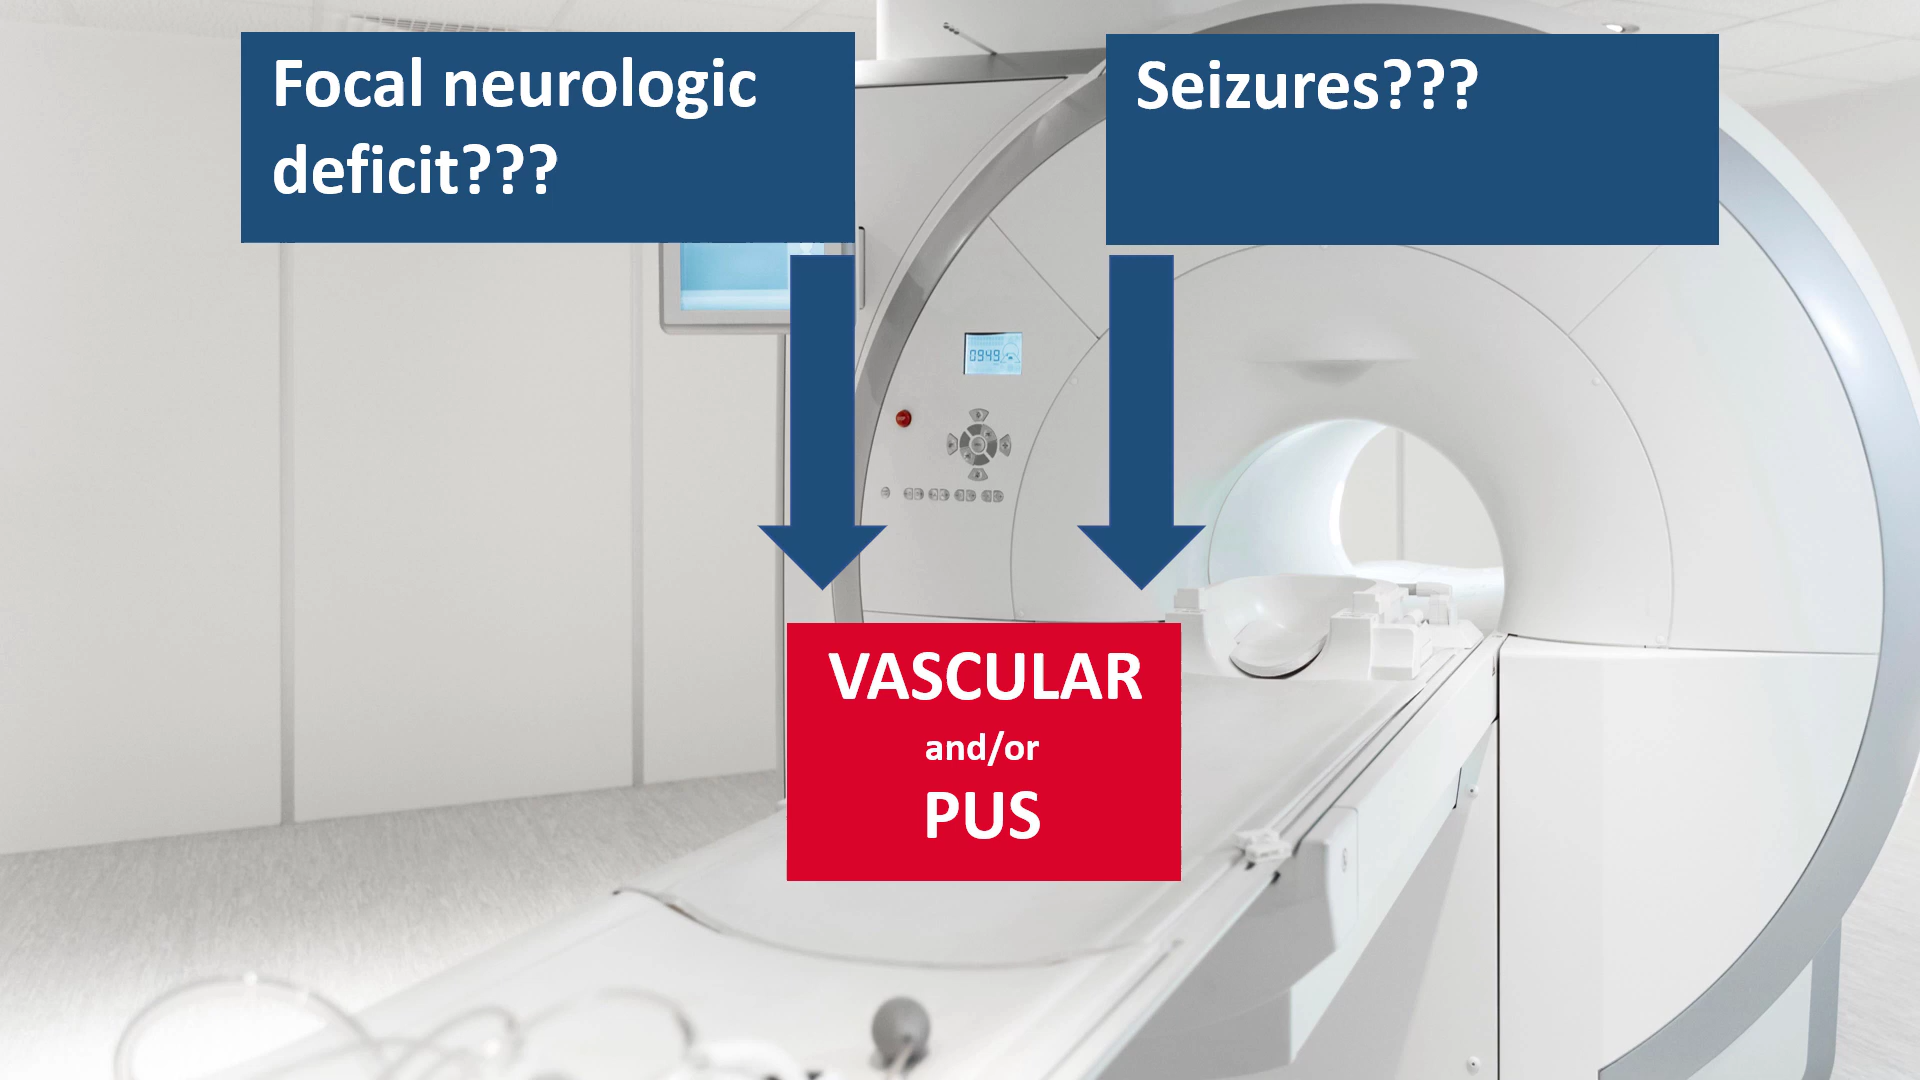 Focal neurologic
deficit???
Seizures???
VASCULAR
and/or
PUS
0949